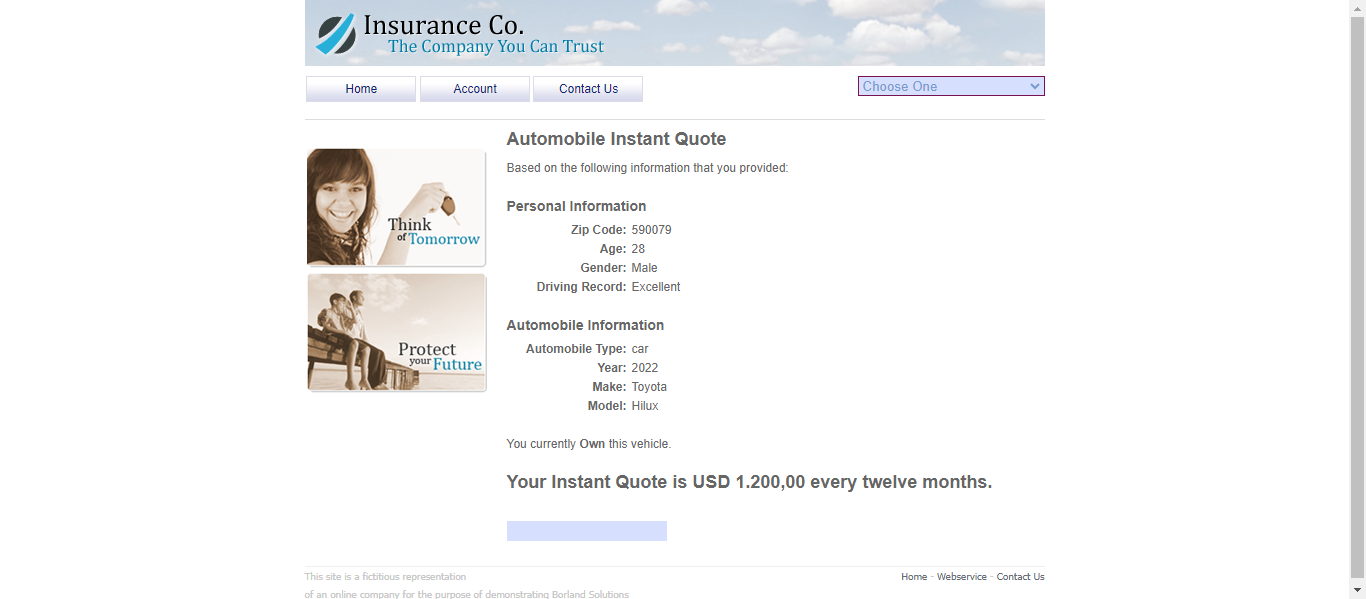 Insurance Co.
The Company You Can Trust
Home
Account
Contact Us
Choose One
Automobile Instant Quote
Based on the following information that you provided:
Think
of Tomorrow
Protect
your Future
Personal Information
Zip Code: 590079
Age: 28
Gender: Male
Driving Record: Excellent
Automobile Information
Automobile Type: car
Year: 2022
Make: Toyota
Model: Hilux
You currently Own this vehicle.
Your Instant Quote is USD 1.200,00 every twelve months.
This site is a fictitious representation
of an online company for the purpose of demonstrating Borland Solutions
Home - Webservice - Contact Us